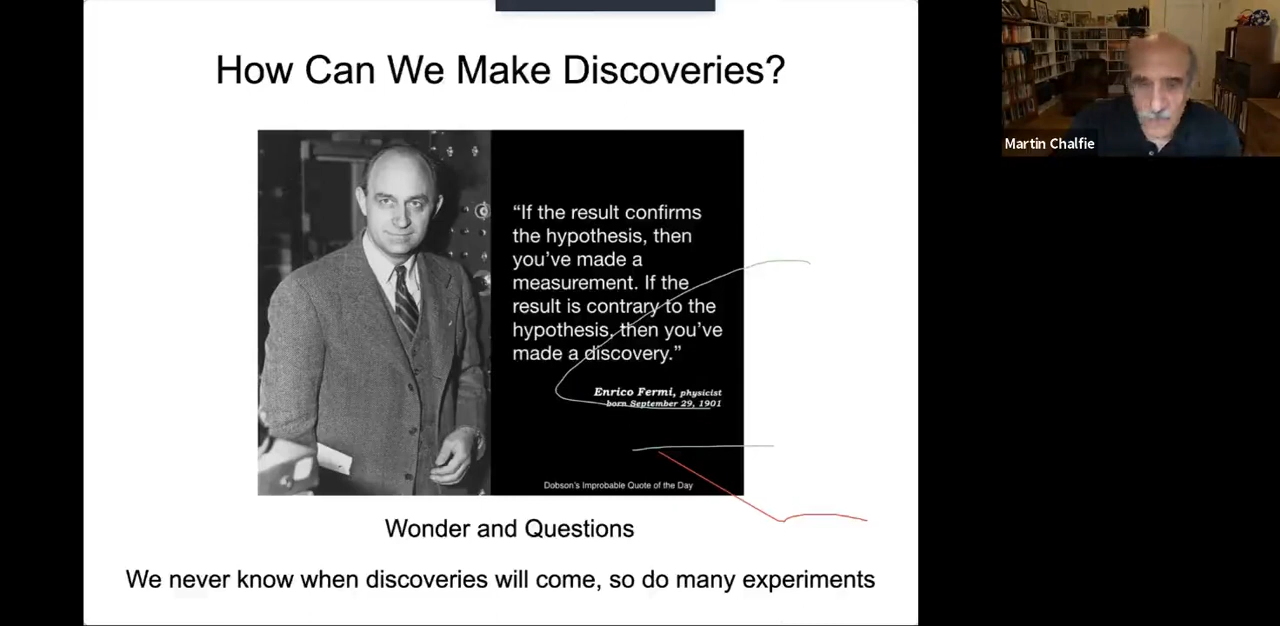 How Can We Make Discoveries?
“If the result confirms
the hypothesis, then
you’ve made a
measurement. If the
result is contrary to the
hypothesis, then you’ve
made a discovery.”
Enrico Fermi, physicist
born September 29, 1901
Dobson’s Improbable Quote of the Day
Wonder and Questions
We never know when discoveries will come, so do many experiments
Martin Chalfie